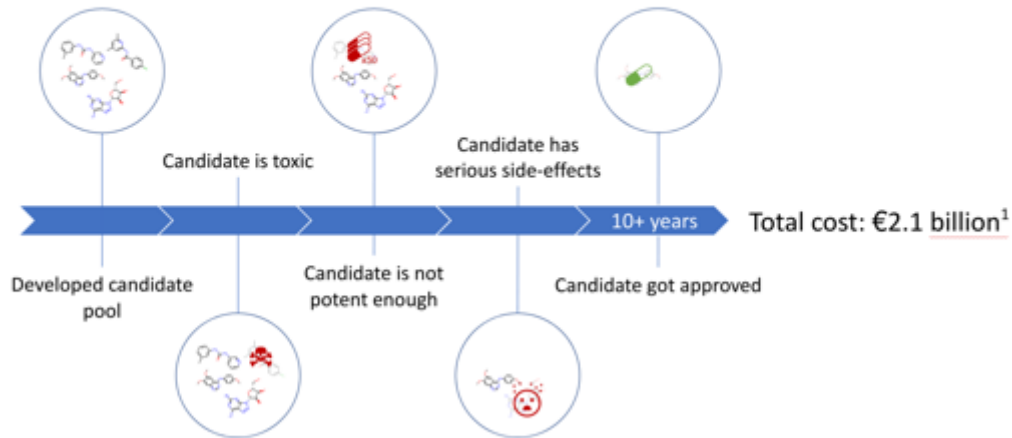 x50
Candidate is toxic
Candidate has
serious side-effects
10+ years
Total cost: €2.1 billion¹
Developed candidate
pool
Candidate is not
potent enough
Candidate got approved